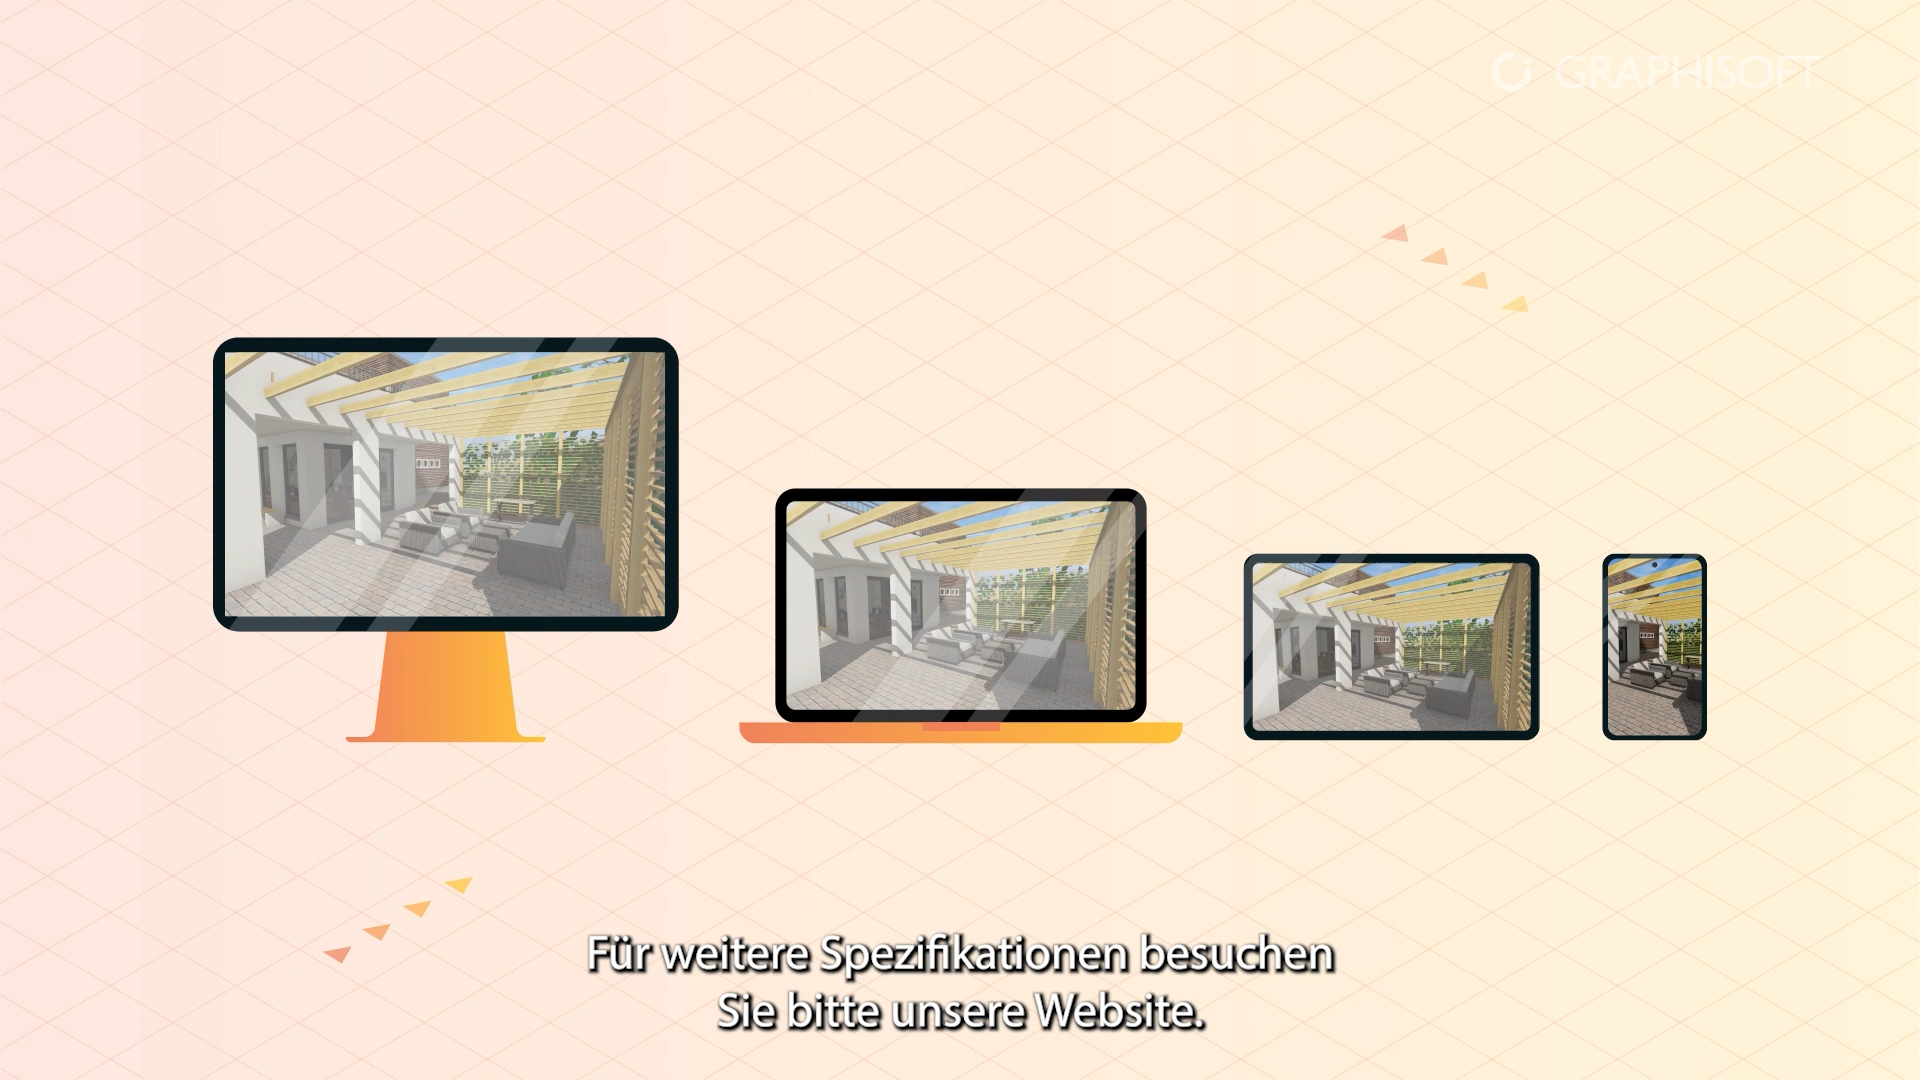 GRAPHISOFT
Für weitere Spezifikationen besuchen
Sie bitte unsere Website.